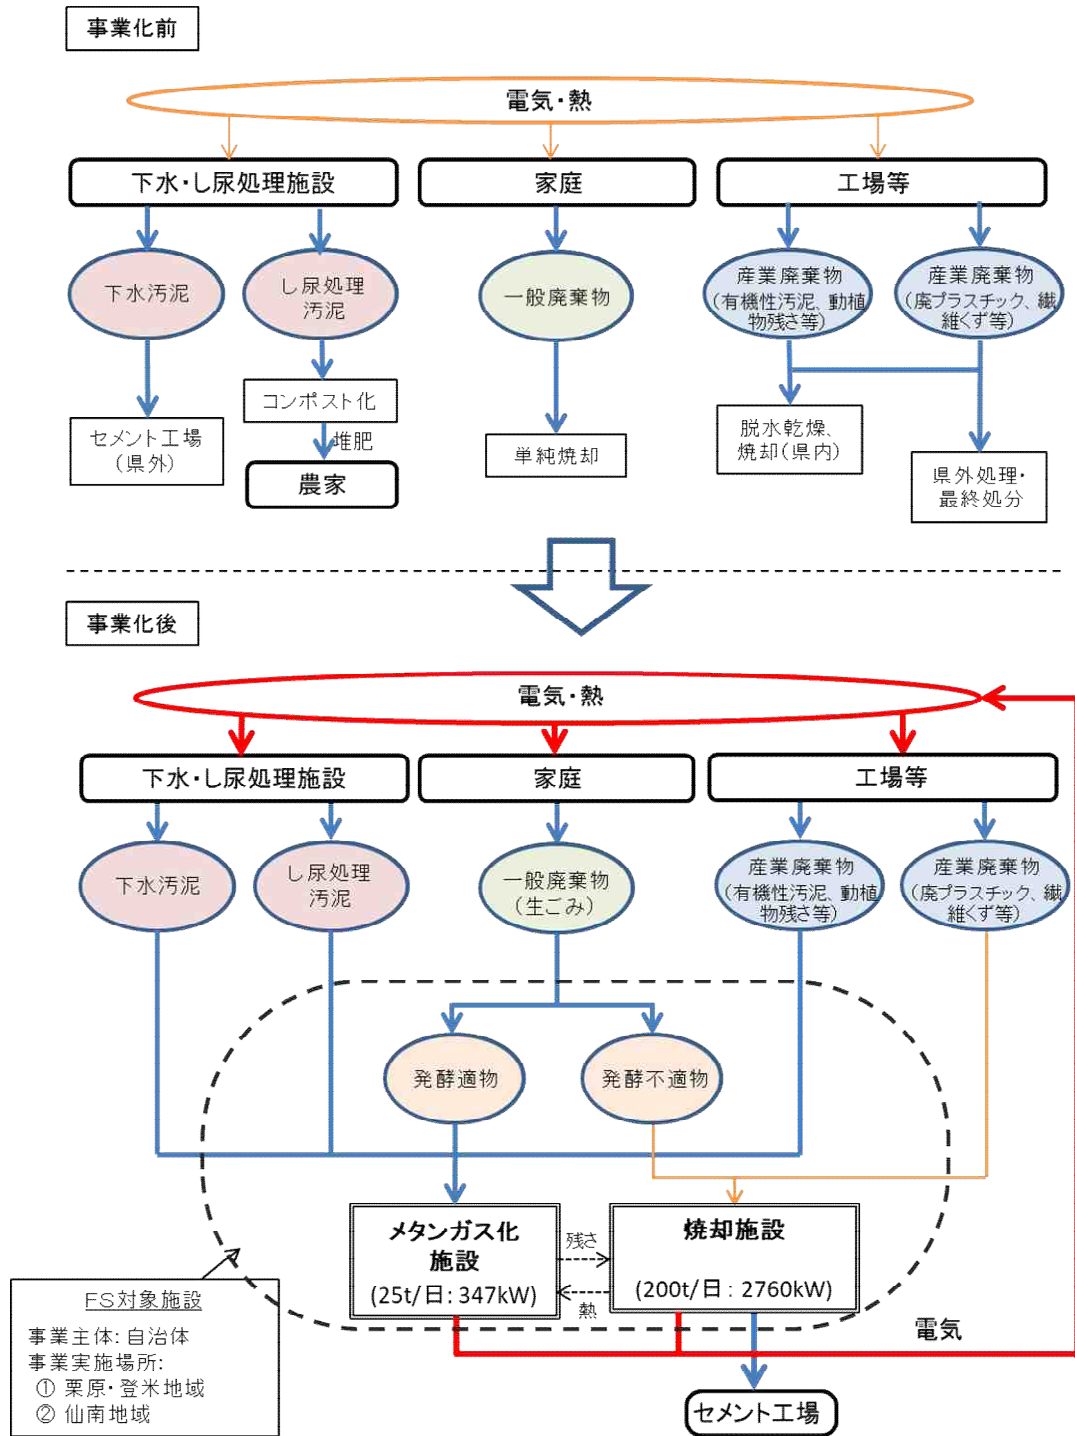 事業化前
電気・熱
下水・し尿処理施設
家庭
工場等
下水汚泥
し尿処理
汚泥
一般廃棄物
産業廃棄物
(有機性汚泥、動植
物残さ等)
産業廃棄物
(廃プラスチック、繊
維くず等)
コンポスト化
セメント工場
(県外)
堆肥
農家
単純焼却
脱水乾燥、
焼却(県内)
県外処理・
最終処分
事業化後
電気・熱
下水・し尿処理施設
家庭
工場等
下水汚泥
し尿処理
汚泥
一般廃棄物
(生ごみ)
産業廃棄物
(有機性汚泥、動植
物残さ等)
産業廃棄物
(廃プラスチック、繊
維くず等)
発酵適物
発酵不適物
メタンガス化
施設
(25t/日: 347kW)
残さ
熱
焼却施設
(200t/日: 2760kW)
FS対象施設
事業主体: 自治体
事業実施場所:
① 栗原・登米地域
② 仙南地域
電気
セメント工場